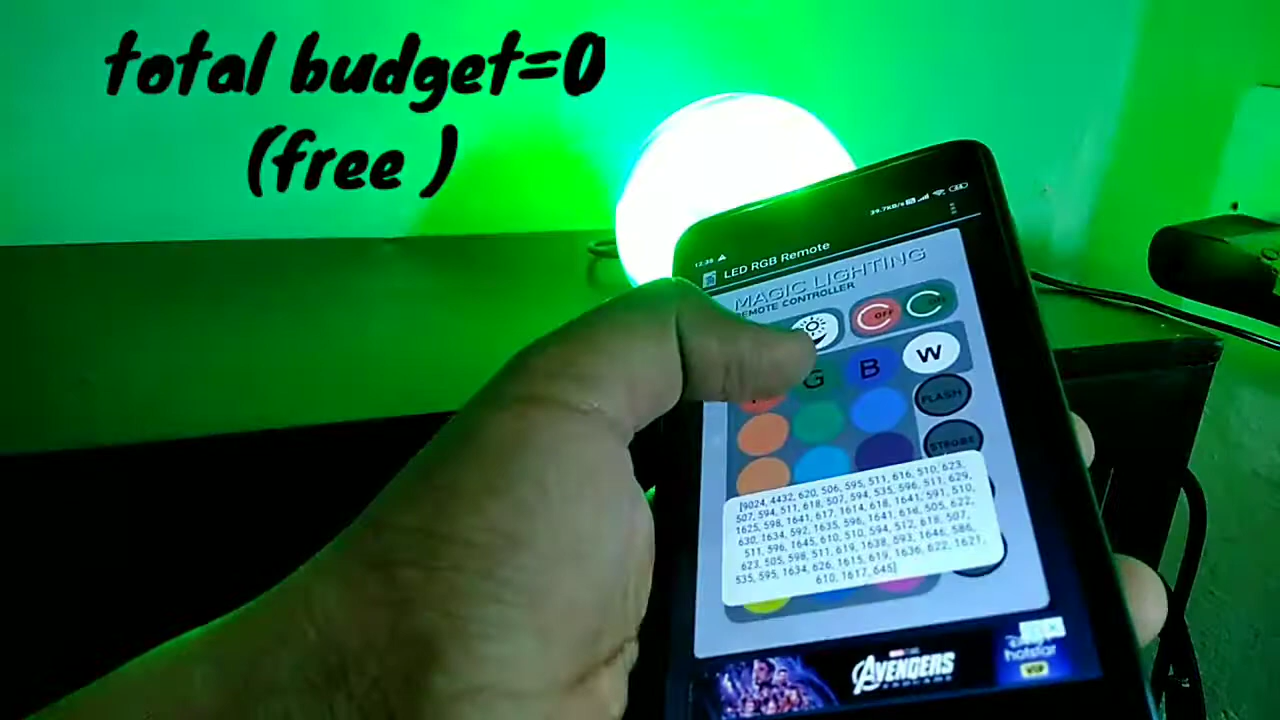 total budget=0
(free )
12:35
LED RGB Remote
MAGIC LIGHTING
REMOTE CONTROLLER
OFF
G
B
W
FLASH
STROBE
[9024, 4432, 620, 506, 595, 511, 616, 510, 623,
507, 594, 511, 618, 507, 594, 535, 596, 511, 629,
1625, 598, 1641, 617, 1614, 618, 1641, 591, 510,
630, 1634, 592, 1635, 596, 1641, 616, 505, 622,
511, 596, 1645, 610, 510, 594, 512, 618, 507,
623, 505, 598, 511, 619, 1638, 593, 1646, 586,
535, 595, 1634, 626, 1615, 619, 1636, 622, 1621,
610, 1617, 645]
AVENGERS
ENDGAME
hotstar
VIP